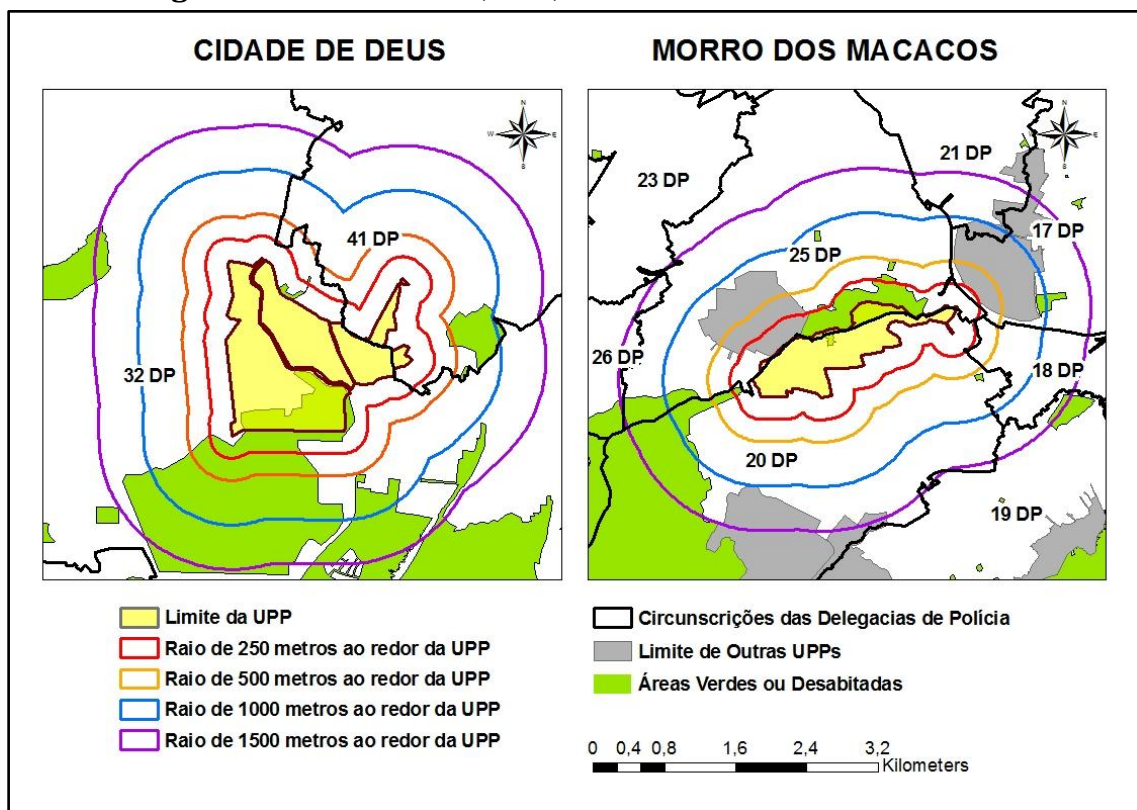 CIDADE DE DEUS
MORRO DOS MACACOS
N
W E
S
41 DP
32 DP
N
W E
S
21 DP
23 DP
17 DP
25 DP
26 DP
18 DP
20 DP
19 DP
Limite da UPP
Raio de 250 metros ao redor da UPP
Raio de 500 metros ao redor da UPP
Raio de 1000 metros ao redor da UPP
Raio de 1500 metros ao redor da UPP
Circunscrições das Delegacias de Polícia
Limite de Outras UPPs
Áreas Verdes ou Desabitadas
0 0,4 0,8 1,6 2,4 3,2
Kilometers